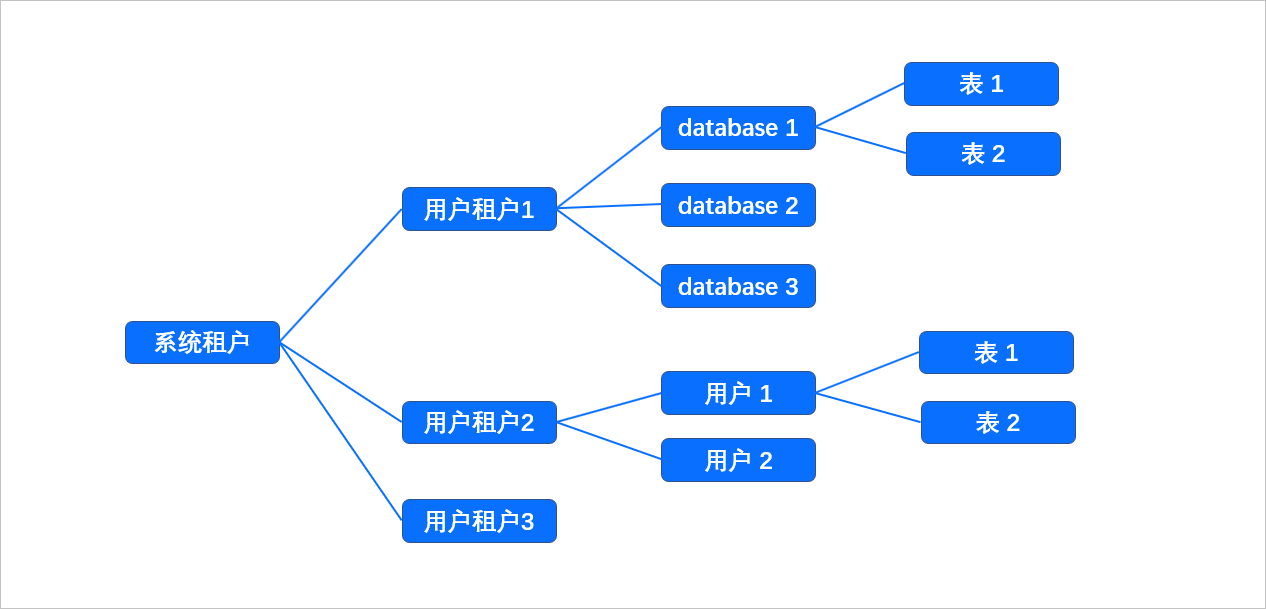 系统租户
用户租户1
database 1
表 1
表 2
database 2
database 3
用户租户2
用户 1
表 1
表 2
用户 2
用户租户3